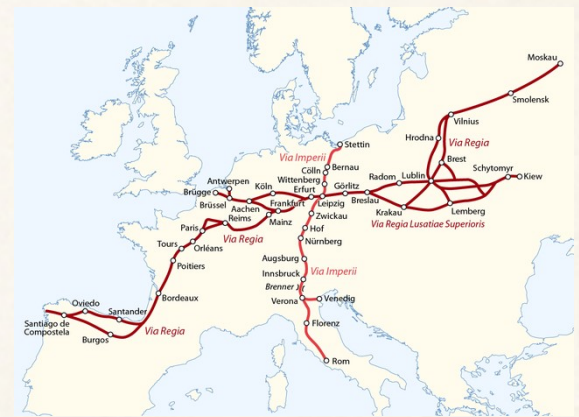 Moskau
Smolensk
Vilnius
Hrodna
Via Regia
Brest
Stettin
Via Imperii
Bernau
Cölln
Wittenberg
Erfurt
Görlitz
Radom
Lublin
Schytomyr
Kiew
Antwerpen
Brügge
Köln
Leipzig
Breslau
Brüssel
Aachen
Frankfurt
Zwickau
Krakau
Lemberg
Mainz
Via Regia Lusatiae Superioris
Reims
Paris
Hof
Via Regia
Nürnberg
Tours
Orléans
Poitiers
Augsburg
Innsbruck
Via Imperii
Brenner
Bordeaux
Verona
Venedig
Oviedo
Santander
Santiago de
Compostela
Via Regia
Burgos
Florenz
Rom